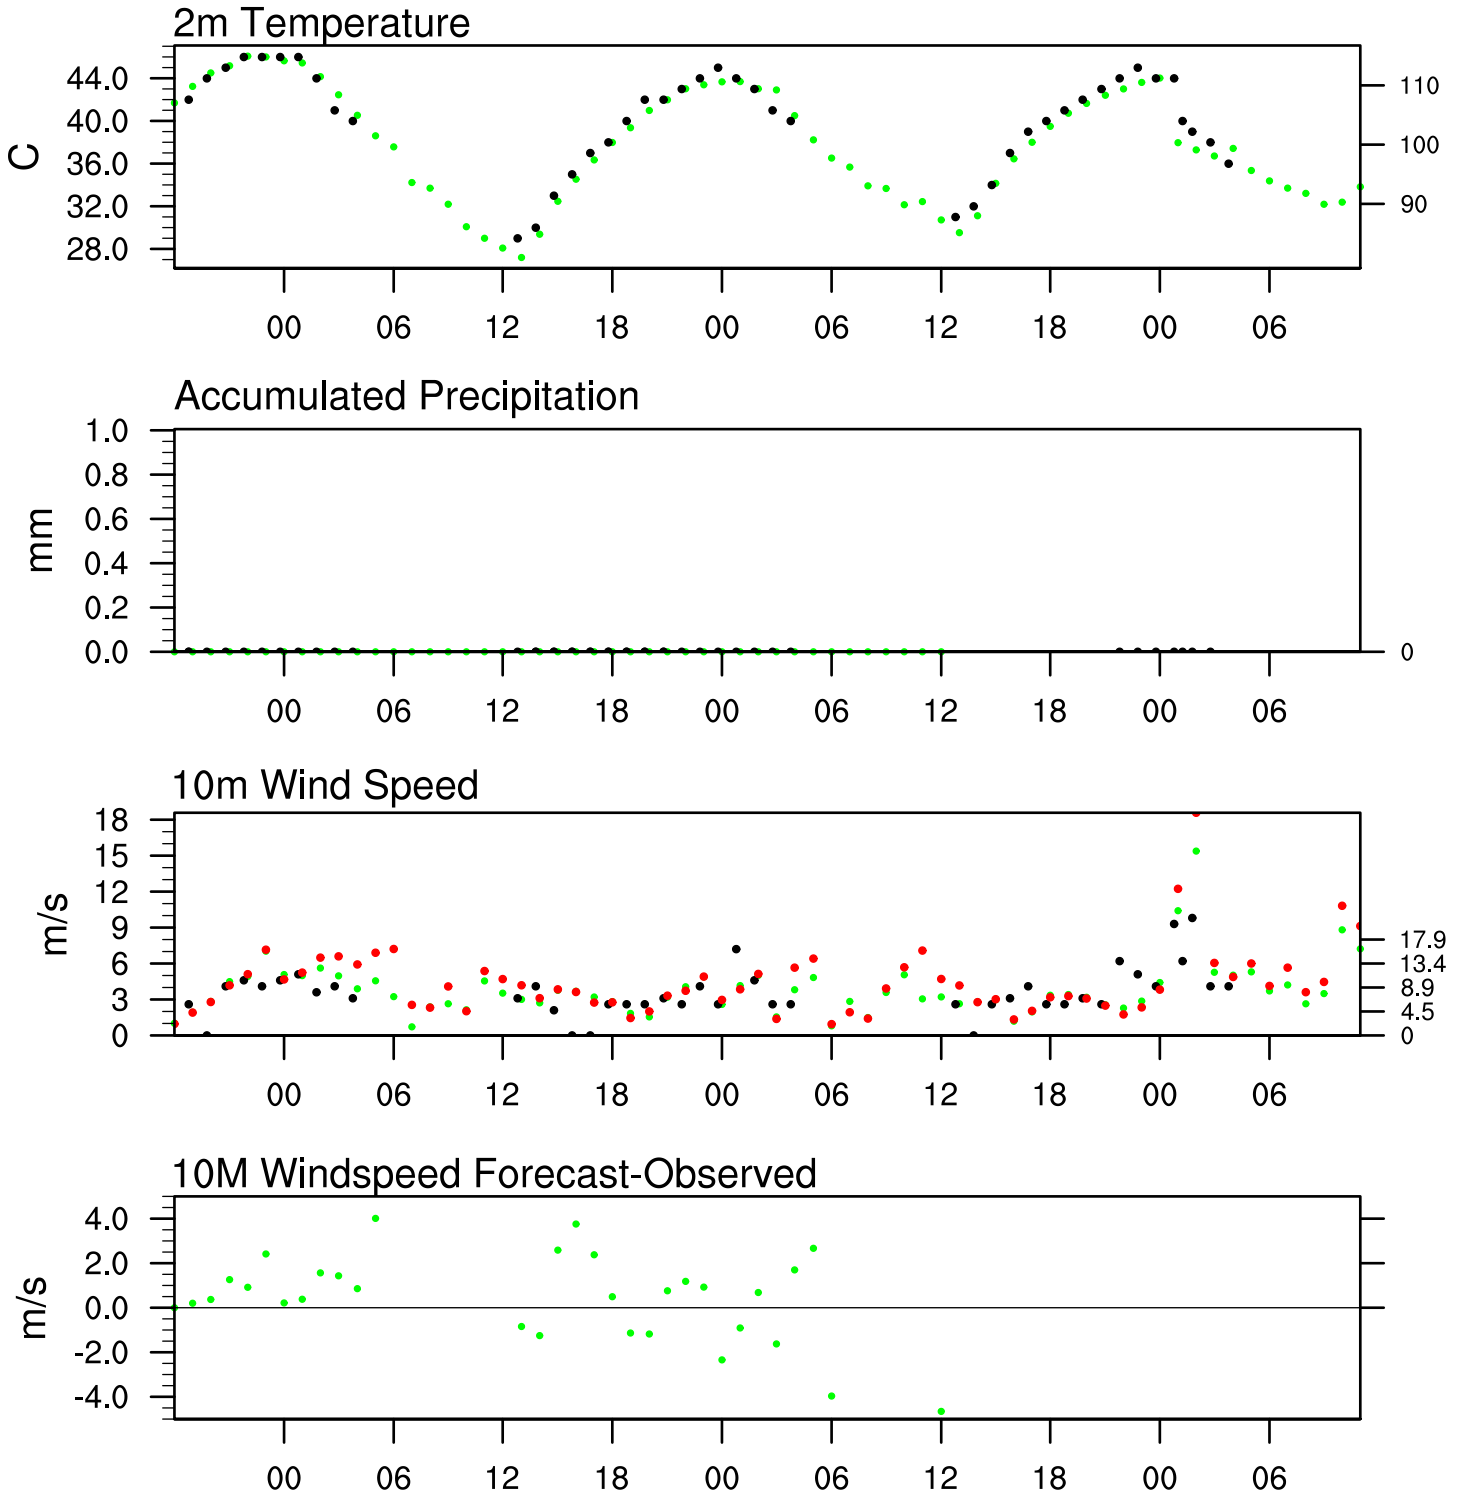 2m Temperature
C
44.0
40.0
36.0
32.0
28.0
110
100
90
00 06 12 18 00 06 12 18 00 06
Accumulated Precipitation
mm
1.0
0.8
0.6
0.4
0.2
0.0
0
00 06 12 18 00 06 12 18 00 06
10m Wind Speed
m/s
18
15
12
9
6
3
0
17.9
13.4
8.9
4.5
0
00 06 12 18 00 06 12 18 00 06
10M Windspeed Forecast-Observed
m/s
4.0
2.0
0.0
-2.0
-4.0
00 06 12 18 00 06 12 18 00 06